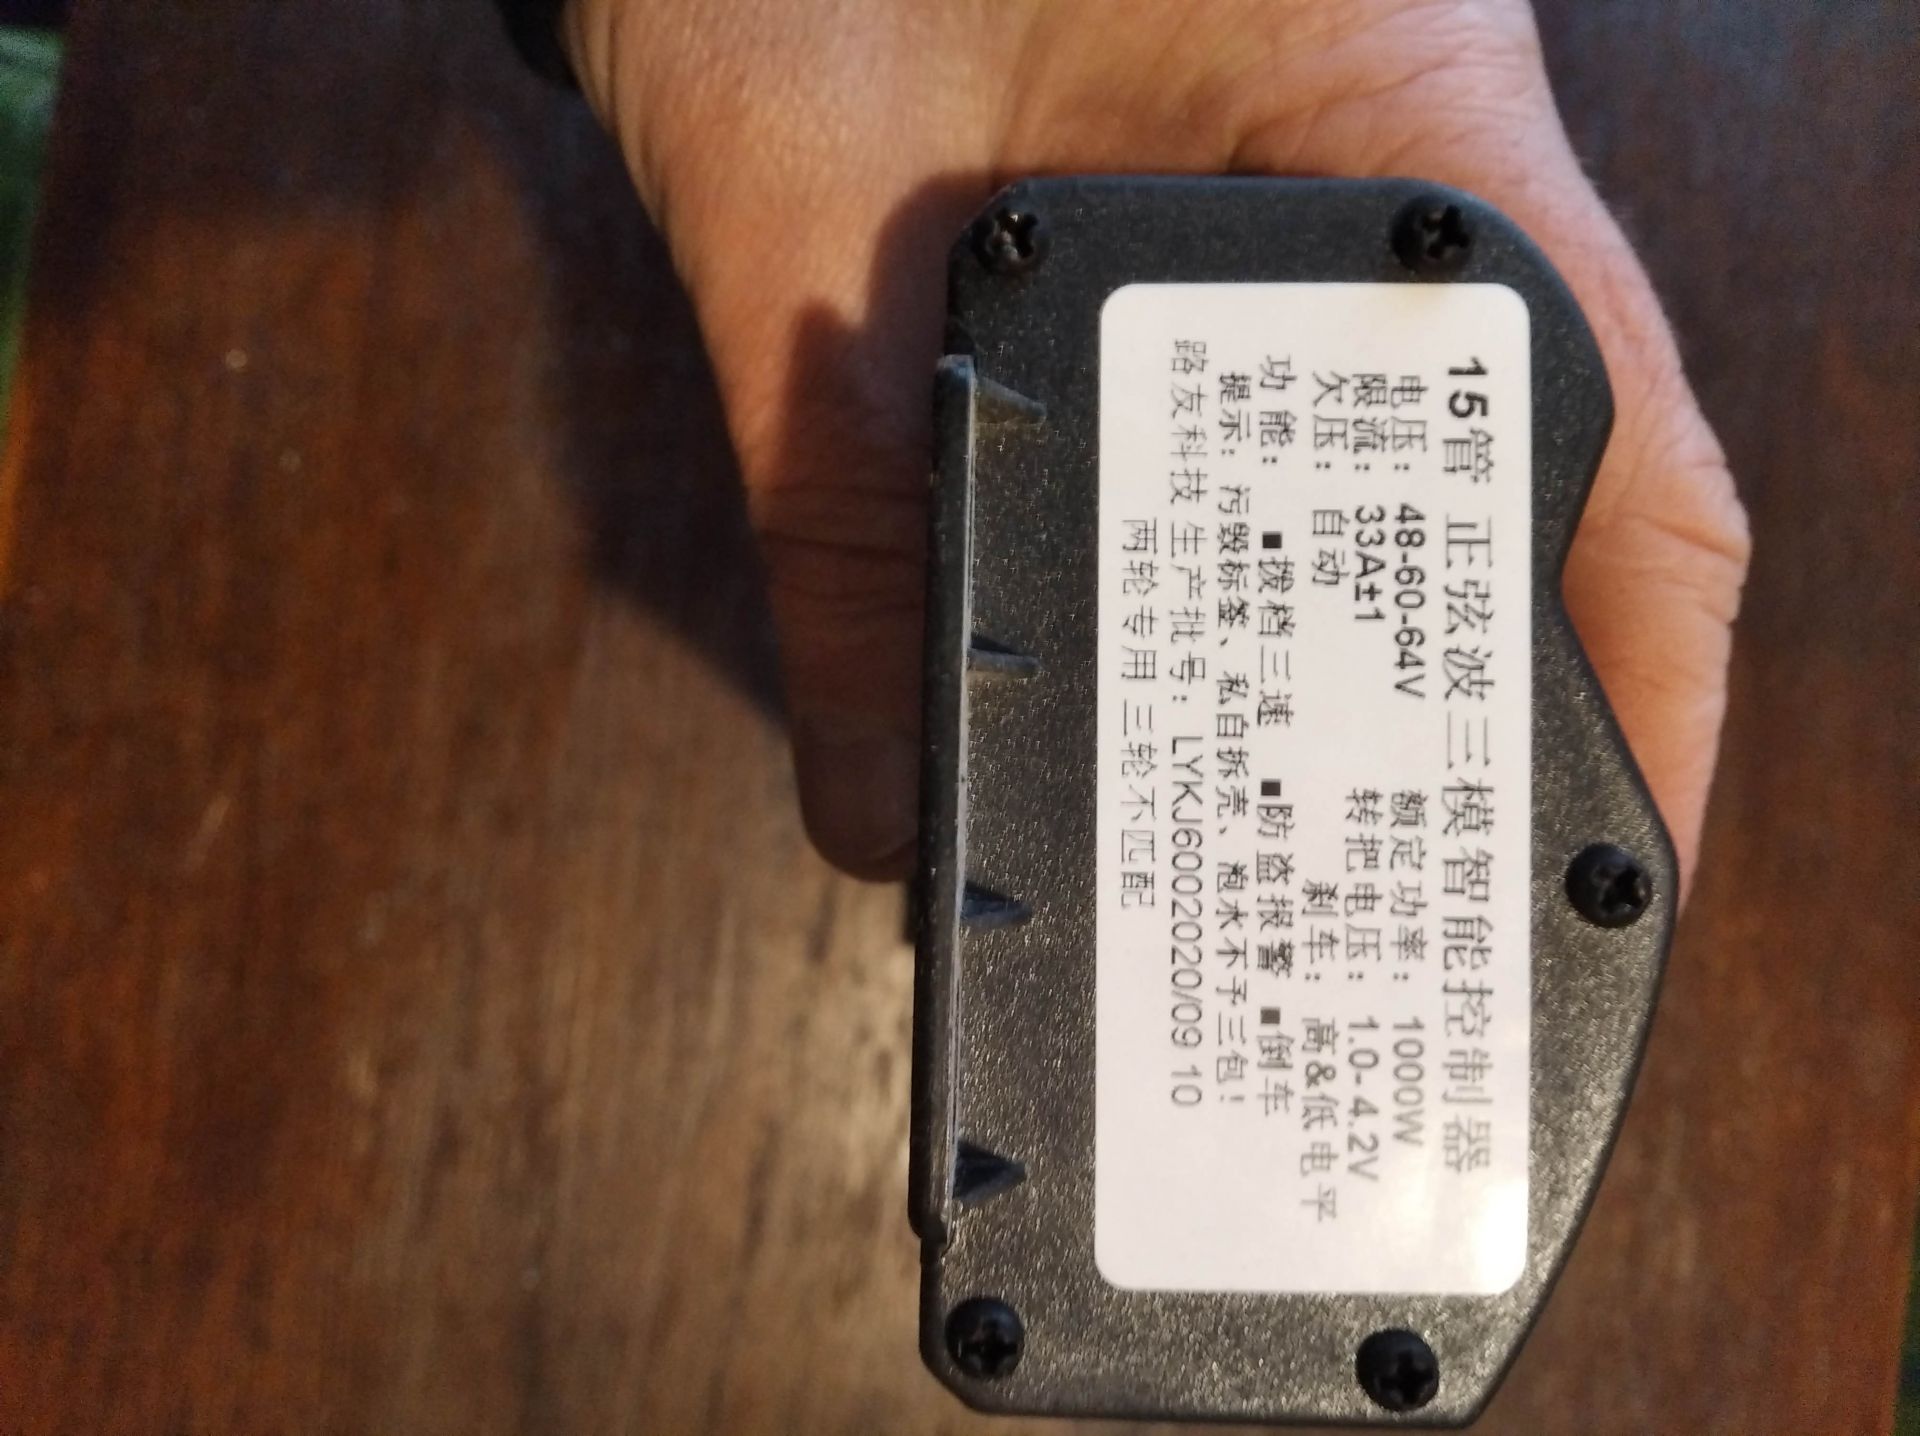 15管 正弦波三模智能控制器
电压：48-60-64V 额定功率：1000W
限流：33A±1 转把电压：1.0-4.2V
欠压：自动 刹车：高&低电平
功能：■拨档三速 ■防盗报警 ■倒车
提示：污毁标签、私自拆壳、泡水不予三包！
路友科技 生产批号：LYKJ6002020/09 10
两轮专用 三轮不匹配